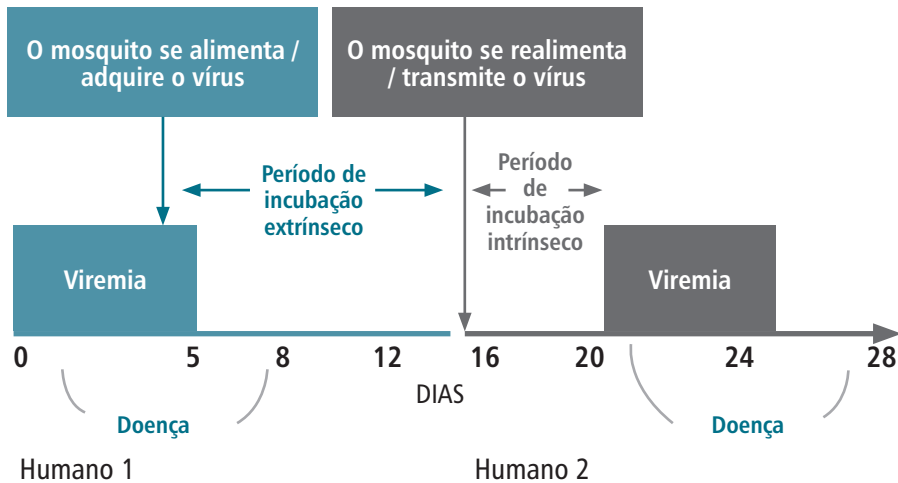 O mosquito se alimenta /
adquire o vírus
O mosquito se realimenta
/ transmite o vírus
Período de
incubação
extrínseco
Período
de
incubação
intrínseco
Viremia
Viremia
0 5 8 12 16 20 24 28
DIAS
Doença
Doença
Humano 1
Humano 2